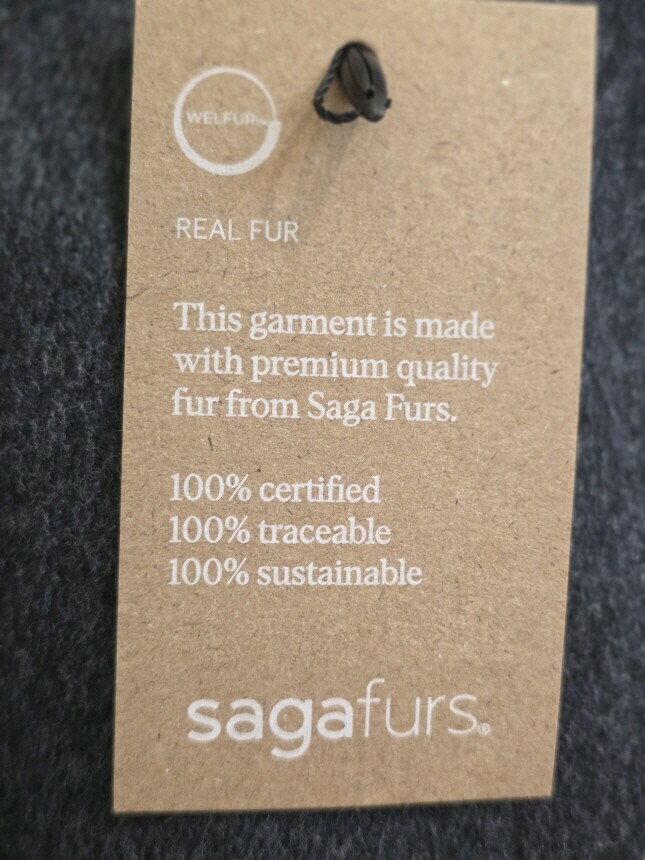 WELFUR
REAL FUR
This garment is made
with premium quality
fur from Saga Furs.
100% certified
100% traceable
100% sustainable
sagafurs®